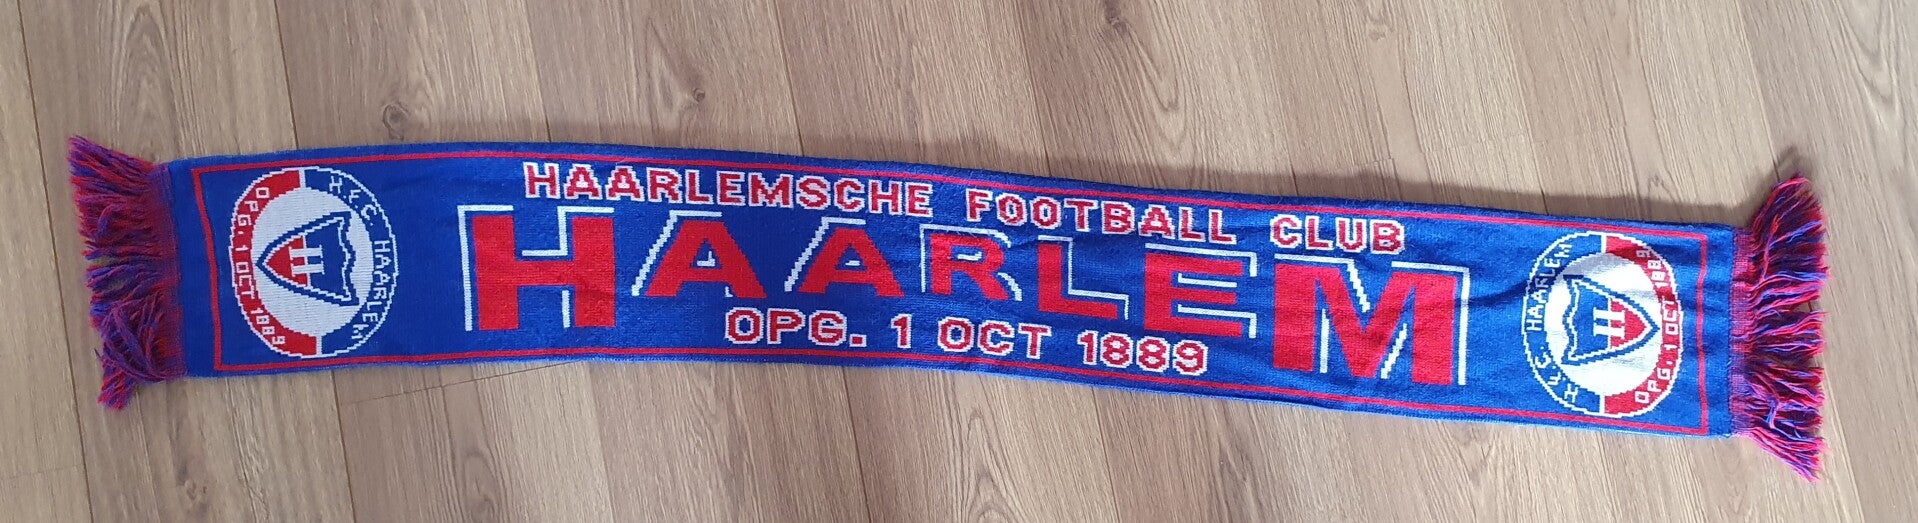 HAARLEMSCHE FOOTBALL CLUB
HAARLEM
OPG. 1 OCT 1889
HAARLEM
OPG. 1 OCT 1889
HAARLEM
OPG. 1 OCT 1889